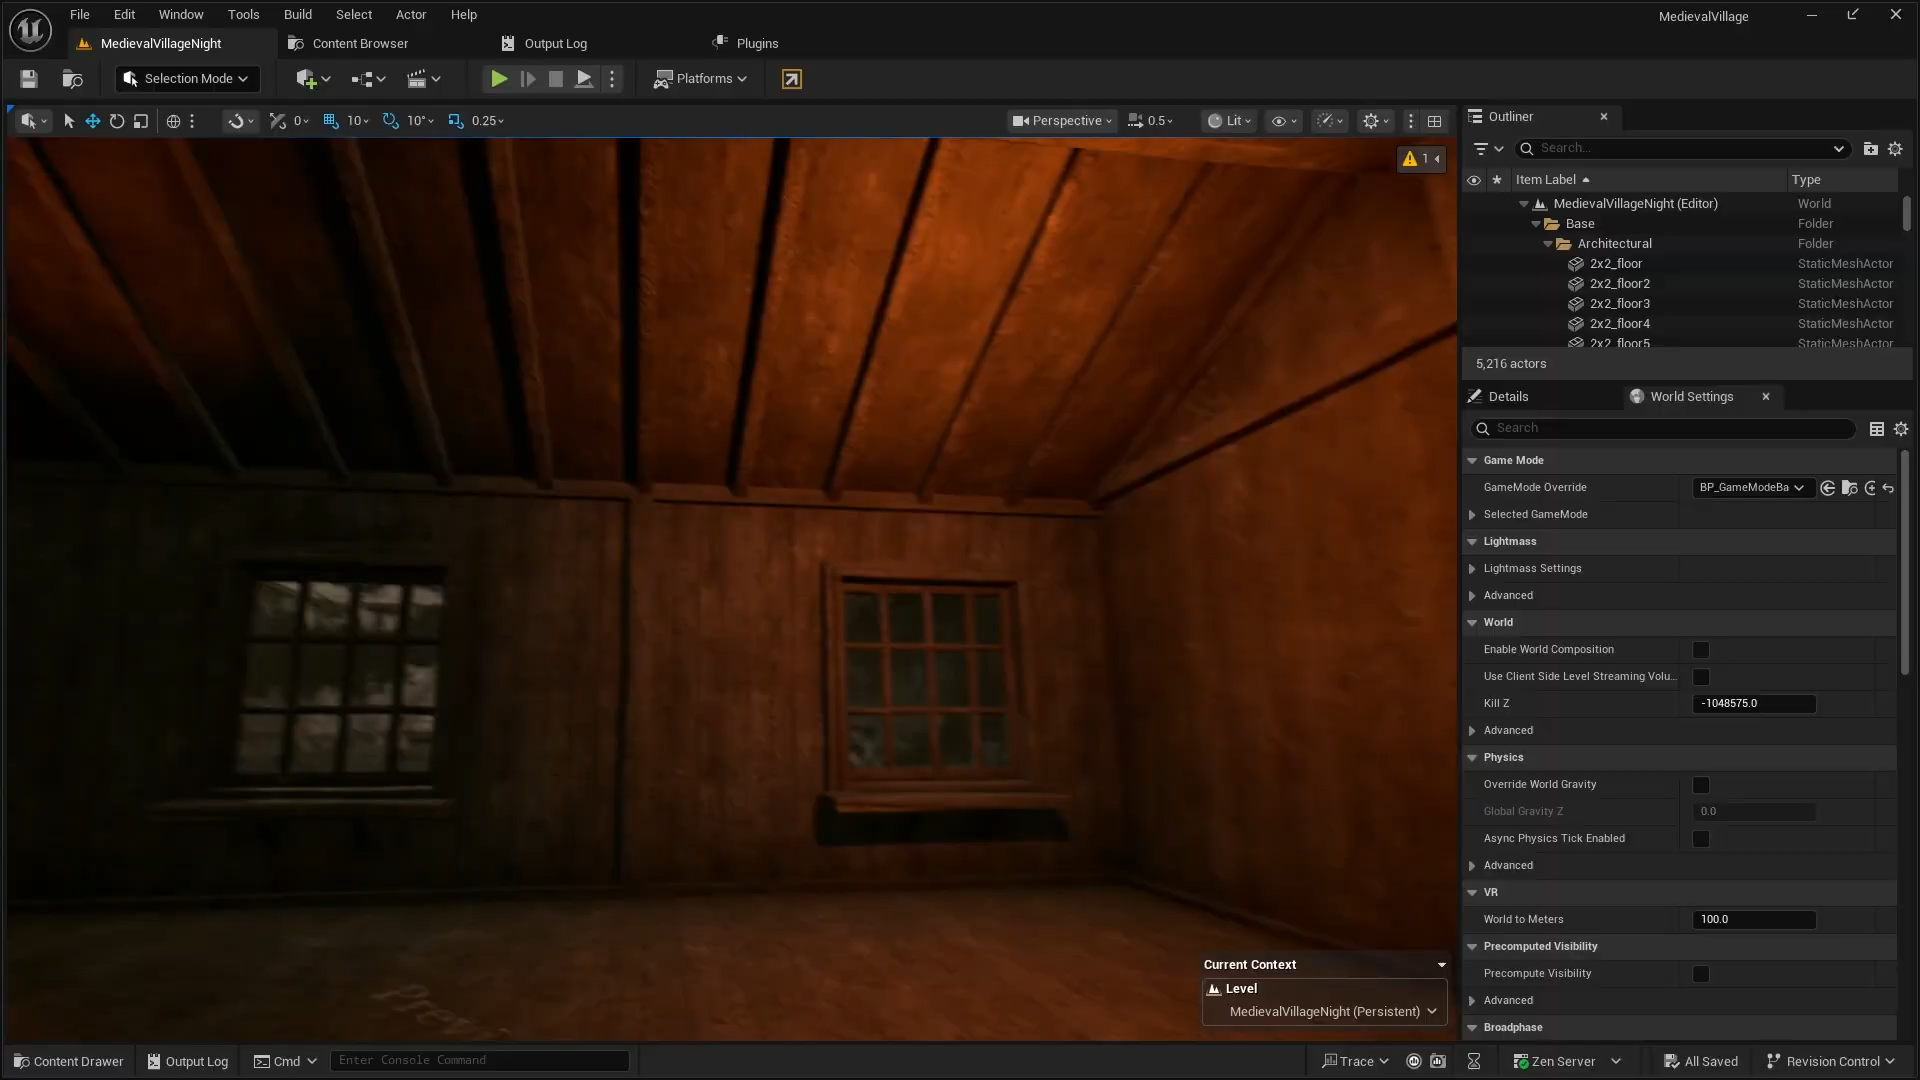 File Edit Window Tools Build Select Actor Help
MedievalVillage
MedievalVillageNight
Content Browser
Output Log
Plugins
Selection Mode
Platforms
0
10
10°
0.25
Perspective
0.5
Lit
1
Outliner
Search...
Item Label Type
MedievalVillageNight (Editor) World
Base Folder
Architectural Folder
2x2_floor StaticMeshActor
2x2_floor2 StaticMeshActor
2x2_floor3 StaticMeshActor
2x2_floor4 StaticMeshActor
2x2_floor5 StaticMeshActor
5,216 actors
Details
World Settings
Search
Game Mode
GameMode Override BP_GameModeBa
Selected GameMode
Lightmass
Lightmass Settings
Advanced
World
Enable World Composition
Use Client Side Level Streaming Volu...
Kill Z -1048575.0
Advanced
Physics
Override World Gravity
Global Gravity Z 0.0
Async Physics Tick Enabled
Advanced
VR
World to Meters 100.0
Precomputed Visibility
Precompute Visibility
Advanced
Broadphase
Current Context
Level
MedievalVillageNight (Persistent)
Content Drawer
Output Log
Cmd
Enter Console Command
Trace
Zen Server
All Saved
Revision Control